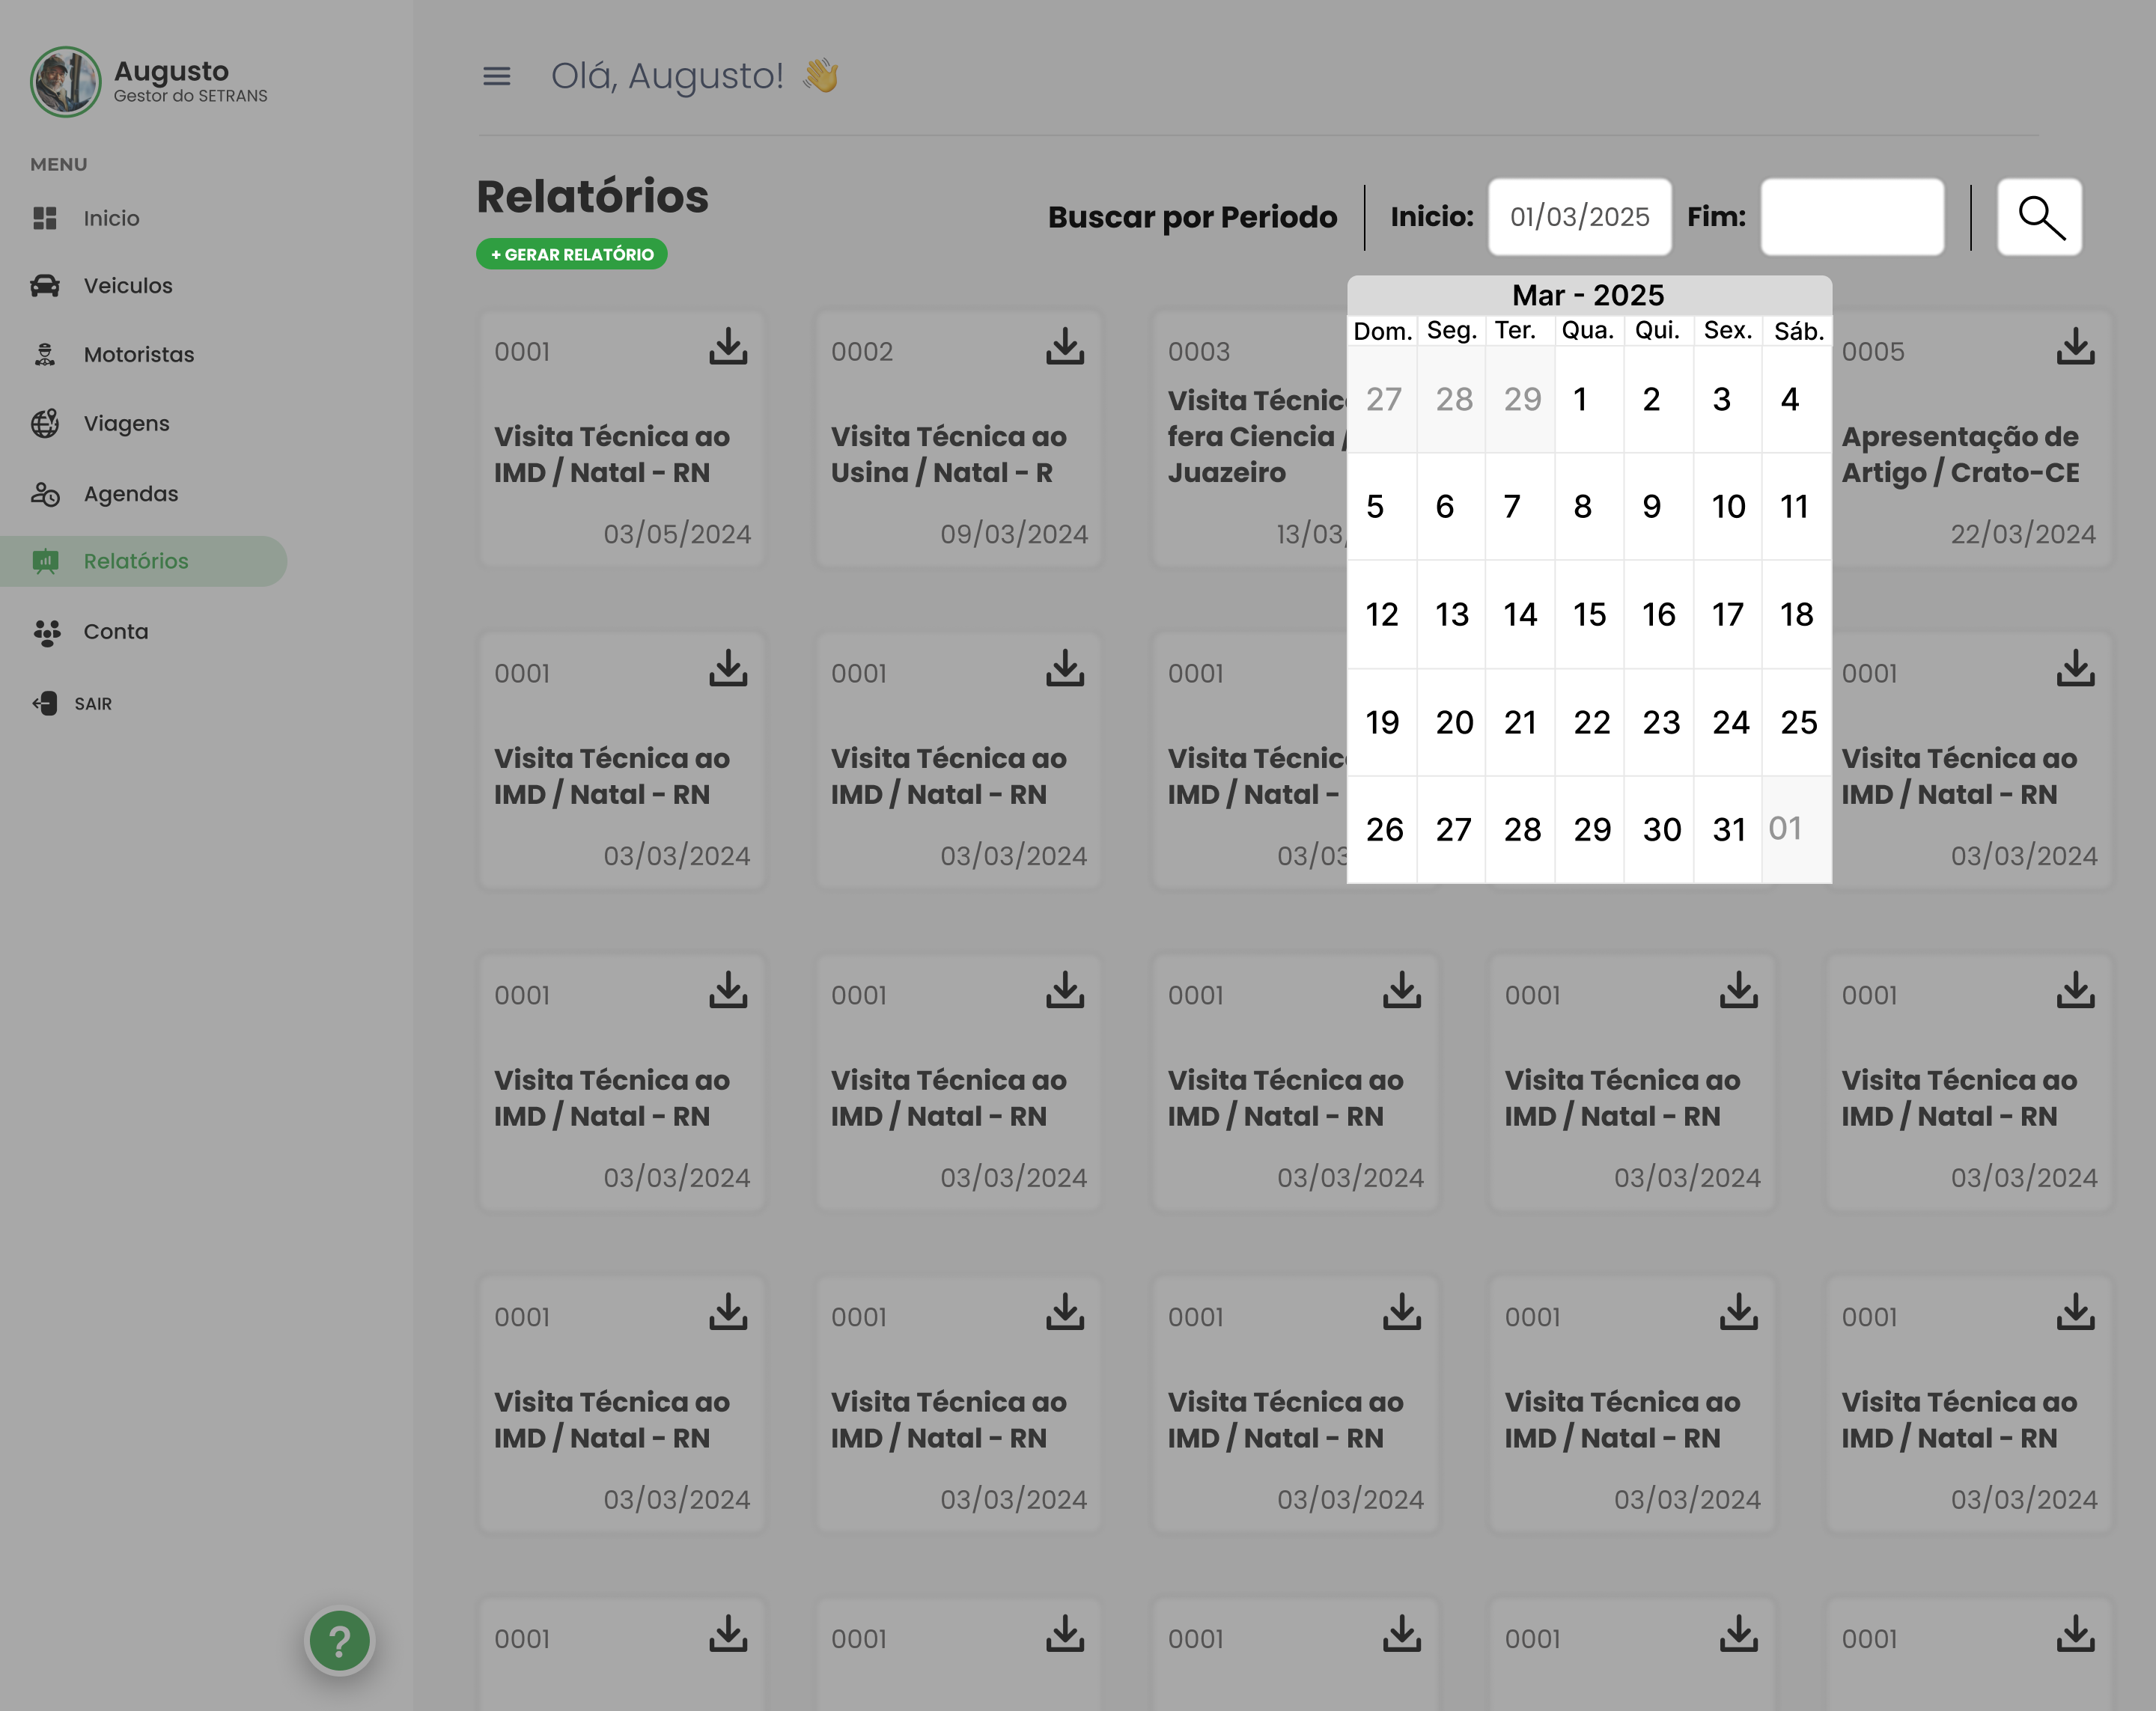 Augusto
Gestor do SETRANS
MENU
Inicio
Veiculos
Motoristas
Viagens
Agendas
Relatórios
Conta
SAIR
?
Olá, Augusto! 👋
Relatórios
+ GERAR RELATÓRIO
Buscar por Periodo
Inicio: 01/03/2025 Fim:
Mar - 2025
Dom. Seg. Ter. Qua. Qui. Sex. Sáb.
27 28 29 1 2 3 4
5 6 7 8 9 10 11
12 13 14 15 16 17 18
19 20 21 22 23 24 25
26 27 28 29 30 31 01
0001
Visita Técnica ao
IMD / Natal - RN
03/05/2024
0002
Visita Técnica ao
Usina / Natal - R
09/03/2024
0003
Visita Técnic
fera Ciencia /
Juazeiro
13/03/
0005
Apresentação de
Artigo / Crato-CE
22/03/2024
0001
Visita Técnica ao
IMD / Natal - RN
03/03/2024
0001
Visita Técnica ao
IMD / Natal - RN
03/03/2024
0001
Visita Técnic
IMD / Natal -
03/03
0001
Visita Técnica ao
IMD / Natal - RN
03/03/2024
0001
Visita Técnica ao
IMD / Natal - RN
03/03/2024
0001
Visita Técnica ao
IMD / Natal - RN
03/03/2024
0001
Visita Técnica ao
IMD / Natal - RN
03/03/2024
0001
Visita Técnica ao
IMD / Natal - RN
03/03/2024
0001
Visita Técnica ao
IMD / Natal - RN
03/03/2024
0001
Visita Técnica ao
IMD / Natal - RN
03/03/2024
0001
Visita Técnica ao
IMD / Natal - RN
03/03/2024
0001
Visita Técnica ao
IMD / Natal - RN
03/03/2024
0001
Visita Técnica ao
IMD / Natal - RN
03/03/2024
0001
Visita Técnica ao
IMD / Natal - RN
03/03/2024
0001
0001
0001
0001
0001